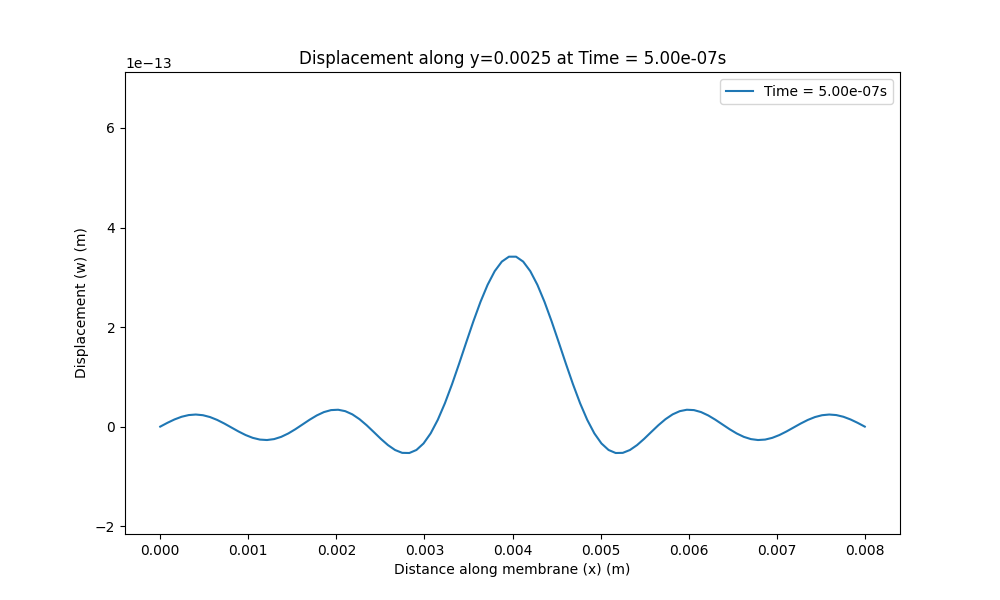 Displacement along y=0.0025 at Time = 5.00e-07s
1e−13
Time = 5.00e-07s
6
4
2
0
−2
Displacement (w) (m)
0.000 0.001 0.002 0.003 0.004 0.005 0.006 0.007 0.008
Distance along membrane (x) (m)